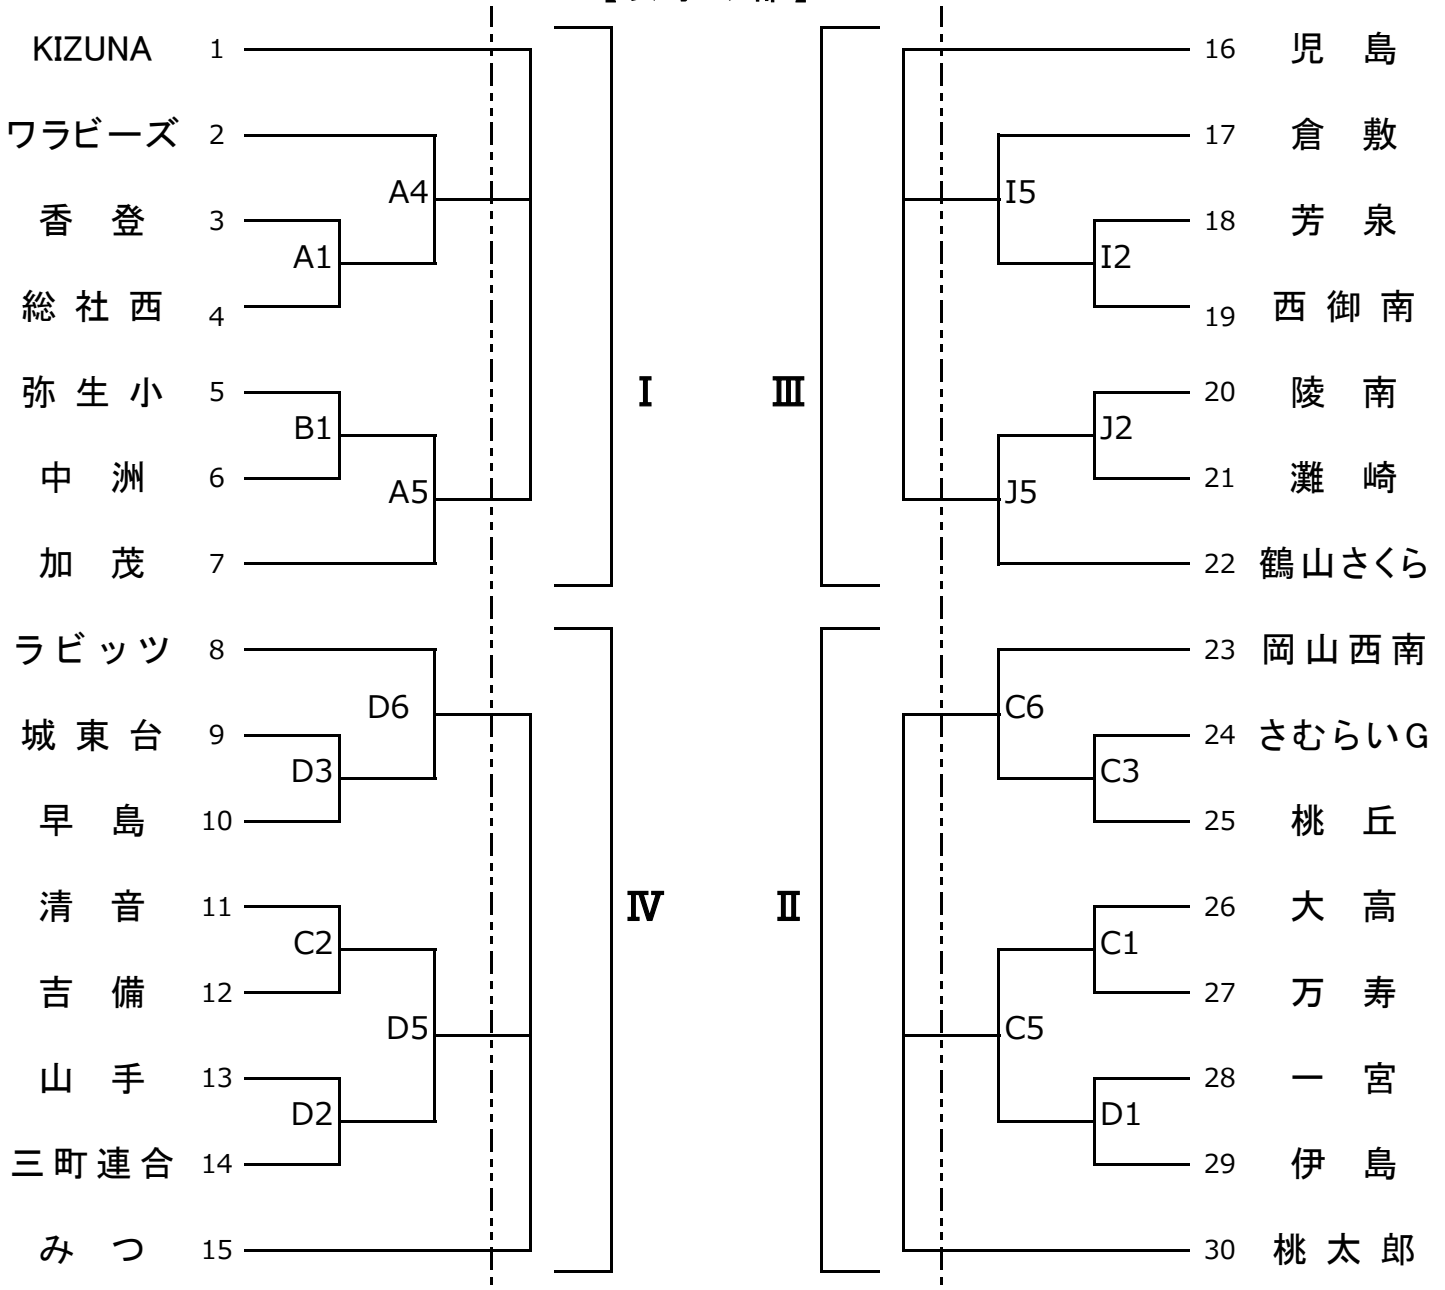 KIZUNA 1
ワラビーズ 2
A4
香登 3
A1
総社西 4
弥生小 5
B1
中洲 6
A5
加茂 7
I
ラビッツ 8
D6
城東台 9
D3
早島 10
清音 11
C2
吉備 12
D5
山手 13
D2
三町連合 14
みつ 15
Ⅳ
16 児島
17 倉敷
I5
18 芳泉
I2
19 西御南
20 陵南
J2
21 灘崎
J5
22 鶴山さくら
Ⅲ
23 岡山西南
C6
24 さむらいG
C3
25 桃丘
26 大高
C1
27 万寿
C5
28 一宮
D1
29 伊島
30 桃太郎
Ⅱ